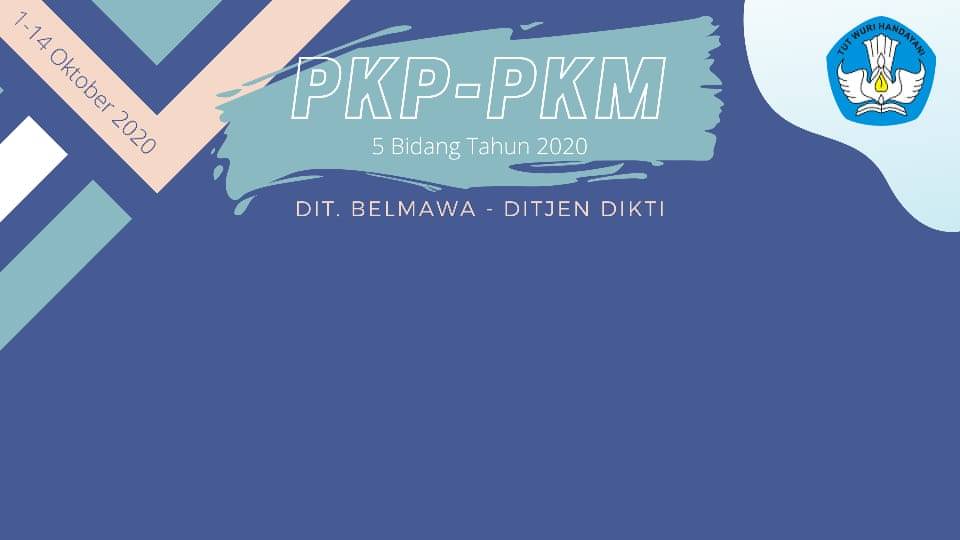 1-14 Oktober 2020
PKP-PKM
5 Bidang Tahun 2020
DIT. BELMAWA - DITJEN DIKTI
TUT WURI HANDAYANI